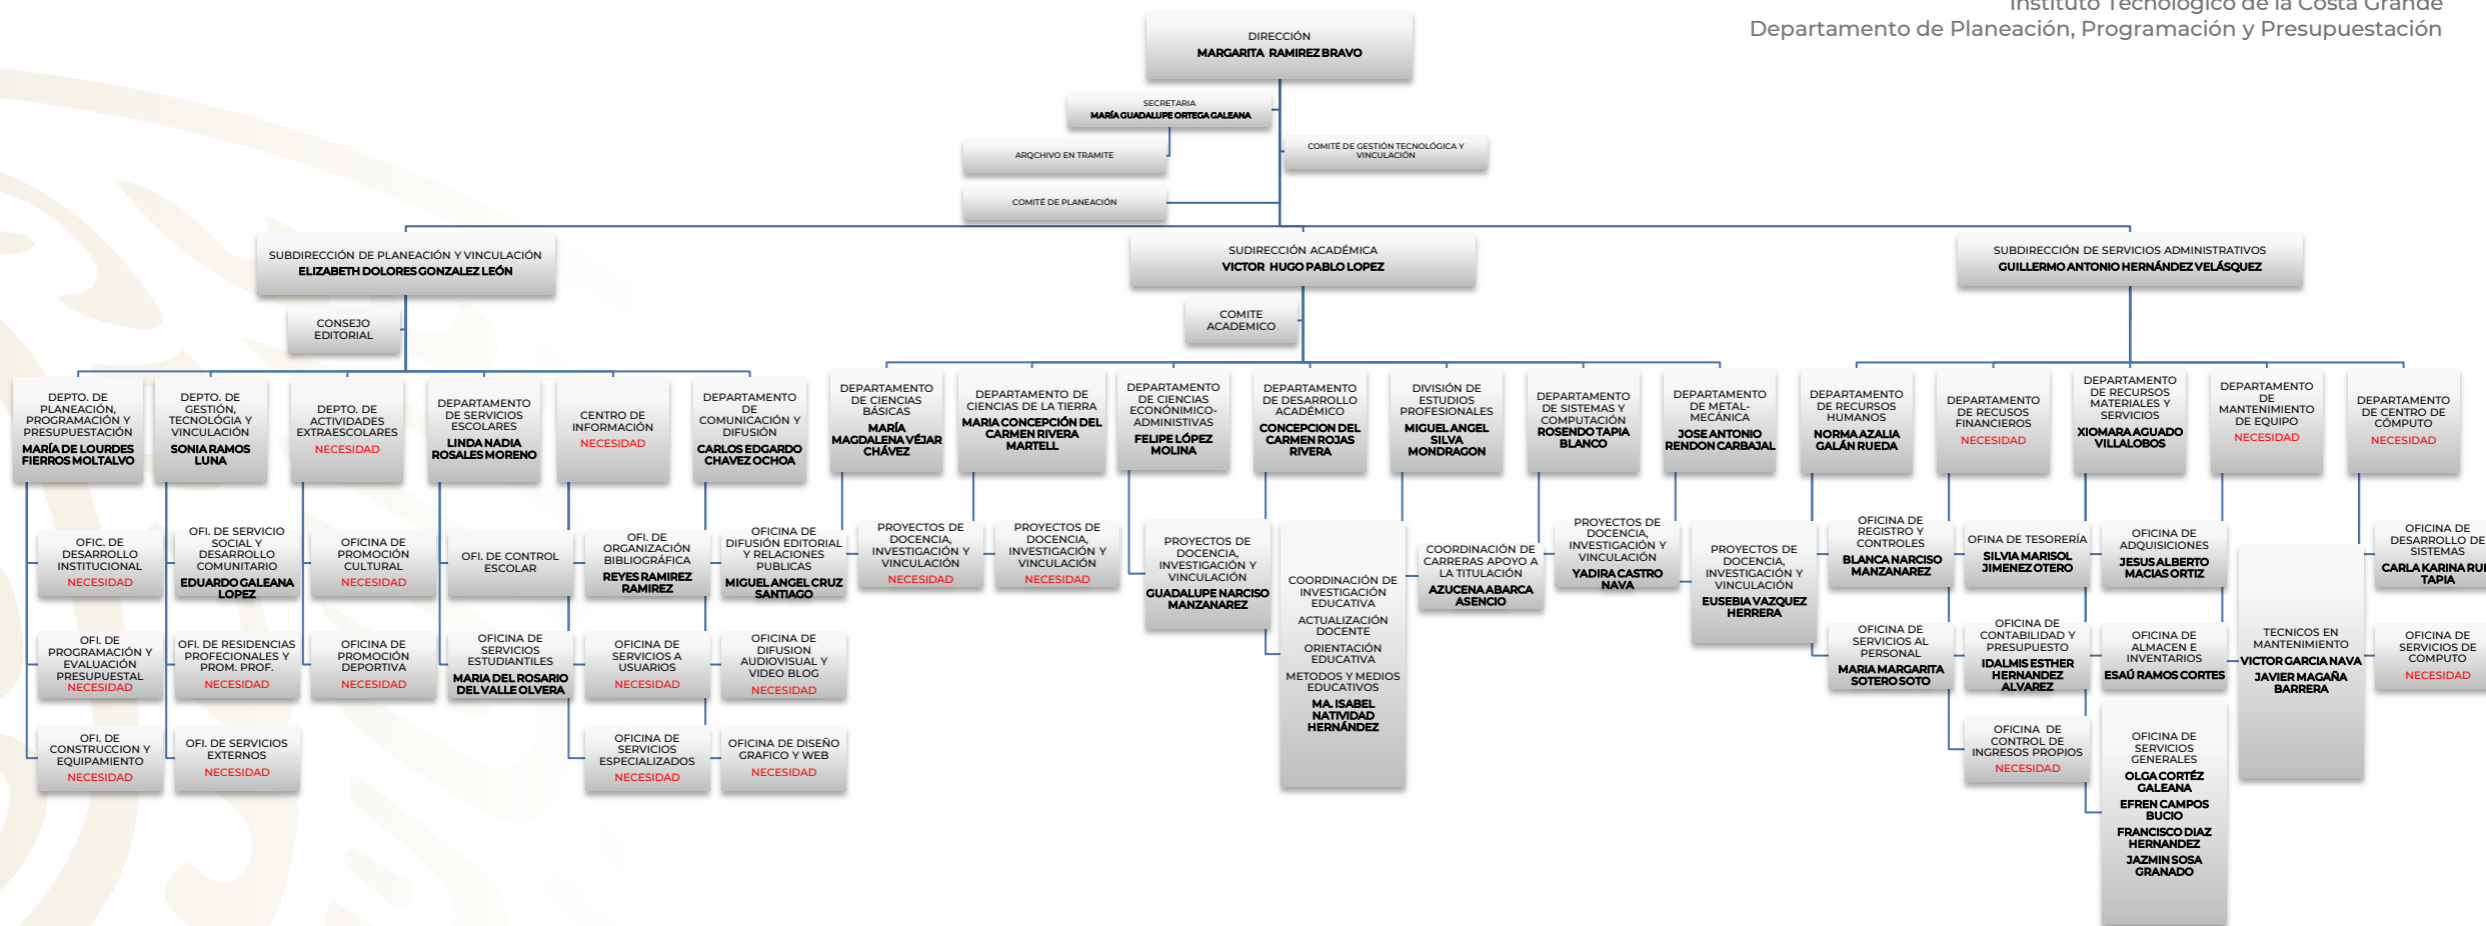 Instituto Tecnológico de la Costa Grande
Departamento de Planeación, Programación y Presupuestación
DIRECCIÓN
MARGARITA RAMIREZ BRAVO
SECRETARIA
MARÍA GUADALUPE ORTEGA GALEANA
ARQCHIVO EN TRAMITE
COMITÉ DE GESTIÓN TECNOLÓGICA Y
VINCULACIÓN
COMITÉ DE PLANEACIÓN
SUBDIRECCIÓN DE PLANEACIÓN Y VINCULACIÓN
ELIZABETH DOLORES GONZALEZ LEÓN
SUDIRECCIÓN ACADÉMICA
VICTOR HUGO PABLO LOPEZ
SUBDIRECCIÓN DE SERVICIOS ADMINISTRATIVOS
GUILLERMO ANTONIO HERNÁNDEZ VELÁSQUEZ
CONSEJO
EDITORIAL
COMITE
ACADEMICO
DEPTO. DE
PLANEACIÓN,
PROGRAMACIÓN Y
PRESUPUESTACIÓN
MARÍA DE LOURDES
FIERROS MOLTALVO
DEPTO. DE
GESTIÓN,
TECNOLÓGIA Y
VINCULACIÓN
SONIA RAMOS
LUNA
DEPTO. DE
ACTIVIDADES
EXTRAESCOLARES
NECESIDAD
DEPARTAMENTO
DE SERVICIOS
ESCOLARES
LINDA NADIA
ROSALES MORENO
CENTRO DE
INFORMACIÓN
NECESIDAD
DEPARTAMENTO
DE
COMUNICACIÓN Y
DIFUSIÓN
CARLOS EDGARDO
CHAVEZ OCHOA
DEPARTAMENTO
DE CIENCIAS
BÁSICAS
MARÍA
MAGDALENA VÉJAR
CHÁVEZ
DEPARTAMENTO DE
CIENCIAS DE LA TIERRA
MARIA CONCEPCIÓN DEL
CARMEN RIVERA
MARTELL
DEPARTAMENTO
DE CIENCIAS
ECONÓNIMICO-
ADMINISTIVAS
FELIPE LÓPEZ
MOLINA
DEPARTAMENTO
DE DESARROLLO
ACADÉMICO
CONCEPCION DEL
CARMEN ROJAS
RIVERA
DIVISIÓN DE
ESTUDIOS
PROFESIONALES
MIGUEL ANGEL
SILVA
MONDRAGON
DEPARTAMENTO
DE SISTEMAS Y
COMPUTACIÓN
ROSENDO TAPIA
BLANCO
DEPARTAMENTO
DE METAL-
MECÁNICA
JOSE ANTONIO
RENDON CARBAJAL
DEPARTAMENTO
DE RECURSOS
HUMANOS
NORMA AZALIA
GALÁN RUEDA
DEPARTAMENTO
DE RECUSOS
FINANCIEROS
NECESIDAD
DEPARTAMENTO
DE RECURSOS
MATERIALES Y
SERVICIOS
XIOMARA AGUADO
VILLALOBOS
DEPARTAMENTO
DE
MANTENIMIENTO
DE EQUIPO
NECESIDAD
DEPARTAMENTO
DE CENTRO DE
CÓMPUTO
NECESIDAD
OFIC. DE
DESARROLLO
INSTITUCIONAL
NECESIDAD
OFI. DE SERVICIO
SOCIAL Y
DESARROLLO
COMUNITARIO
EDUARDO GALEANA
LOPEZ
OFICINA DE
PROMOCIÓN
CULTURAL
NECESIDAD
OFI. DE CONTROL
ESCOLAR
OFI. DE
ORGANIZACIÓN
BIBLIOGRÁFICA
REYES RAMIREZ
RAMIREZ
OFICINA DE
DIFUSIÓN EDITORIAL
Y RELACIONES
PUBLICAS
MIGUEL ANGEL CRUZ
SANTIAGO
PROYECTOS DE
DOCENCIA,
INVESTIGACIÓN Y
VINCULACIÓN
NECESIDAD
PROYECTOS DE
DOCENCIA,
INVESTIGACIÓN Y
VINCULACIÓN
NECESIDAD
PROYECTOS DE
DOCENCIA,
INVESTIGACIÓN Y
VINCULACIÓN
GUADALUPE NARCISO
MANZANAREZ
COORDINACIÓN DE
INVESTIGACIÓN
EDUCATIVA
ACTUALIZACIÓN
DOCENTE
ORIENTACIÓN
EDUCATIVA
METODOS Y MEDIOS
EDUCATIVOS
MA. ISABEL
NATIVIDAD
HERNÁNDEZ
COORDINACIÓN DE
CARRERAS APOYO A
LA TITULACIÓN
AZUCENA ABARCA
ASENCIO
PROYECTOS DE
DOCENCIA,
INVESTIGACIÓN Y
VINCULACIÓN
YADIRA CASTRO
NAVA
PROYECTOS DE
DOCENCIA,
INVESTIGACIÓN Y
VINCULACIÓN
EUSEBIA VAZQUEZ
HERRERA
OFICINA DE
REGISTRO Y
CONTROLES
BLANCA NARCISO
MANZANAREZ
OFINA DE TESORERÍA
SILVIA MARISOL
JIMENEZ OTERO
OFICINA DE
ADQUISICIONES
JESUS ALBERTO
MACIAS ORTIZ
TECNICOS EN
MANTENIMIENTO
VICTOR GARCIA NAVA
JAVIER MAGAÑA
BARRERA
OFICINA DE
DESARROLLO DE
SISTEMAS
CARLA KARINA
TAPIA
OFI. DE
PROGRAMACIÓN Y
EVALUACIÓN
PRESUPUESTAL
NECESIDAD
OFI. DE RESIDENCIAS
PROFECIONALES Y
PROM. PROF.
NECESIDAD
OFICINA DE
PROMOCIÓN
DEPORTIVA
NECESIDAD
OFICINA DE
SERVICIOS
ESTUDIANTILES
MARIA DEL ROSARIO
DEL VALLE OLVERA
OFICINA DE
SERVICIOS A
USUARIOS
NECESIDAD
OFICINA DE
DIFUSION
AUDIOVISUAL Y
VIDEO BLOG
NECESIDAD
OFICINA DE
SERVICIOS AL
PERSONAL
MARIA MARGARITA
SOTERO SOTO
OFICINA DE
CONTABILIDAD Y
PRESUPUESTO
IDALMIS ESTHER
HERNANDEZ
ALVAREZ
OFICINA DE
ALMACEN E
INVENTARIOS
ESAÚ RAMOS CORTES
OFICINA DE
SERVICIOS DE
COMPUTO
NECESIDAD
OFI. DE
CONSTRUCCION Y
EQUIPAMIENTO
NECESIDAD
OFI. DE SERVICIOS
EXTERNOS
NECESIDAD
OFICINA DE
SERVICIOS
ESPECIALIZADOS
NECESIDAD
OFICINA DE DISEÑO
GRAFICO Y WEB
NECESIDAD
OFICINA DE
CONTROL DE
INGRESOS PROPIOS
NECESIDAD
OFICINA DE
SERVICIOS
GENERALES
OLGA CORTÉZ
GALEANA
EFREN CAMPOS
BUCIO
FRANCISCO DIAZ
HERNANDEZ
JAZMIN SOSA
GRANADO